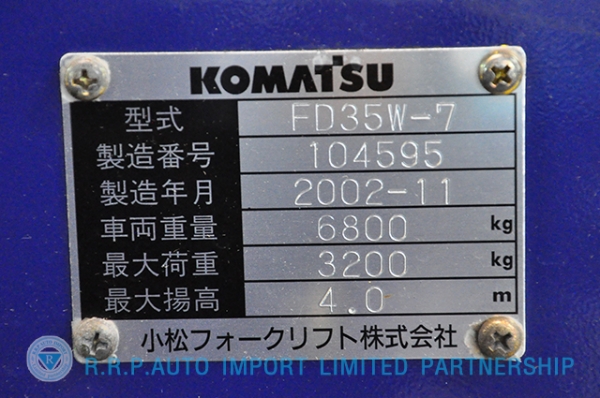 KOMATSU
型式 FD35W-7
製造番号 104595
製造年月 2002-11
車両重量 6800 kg
最大荷重 3200 kg
最大揚高 4.0 m
小松フォークリフト株式会社
R.R.P.AUTO IMPORT LIMITED PARTNERSHIP